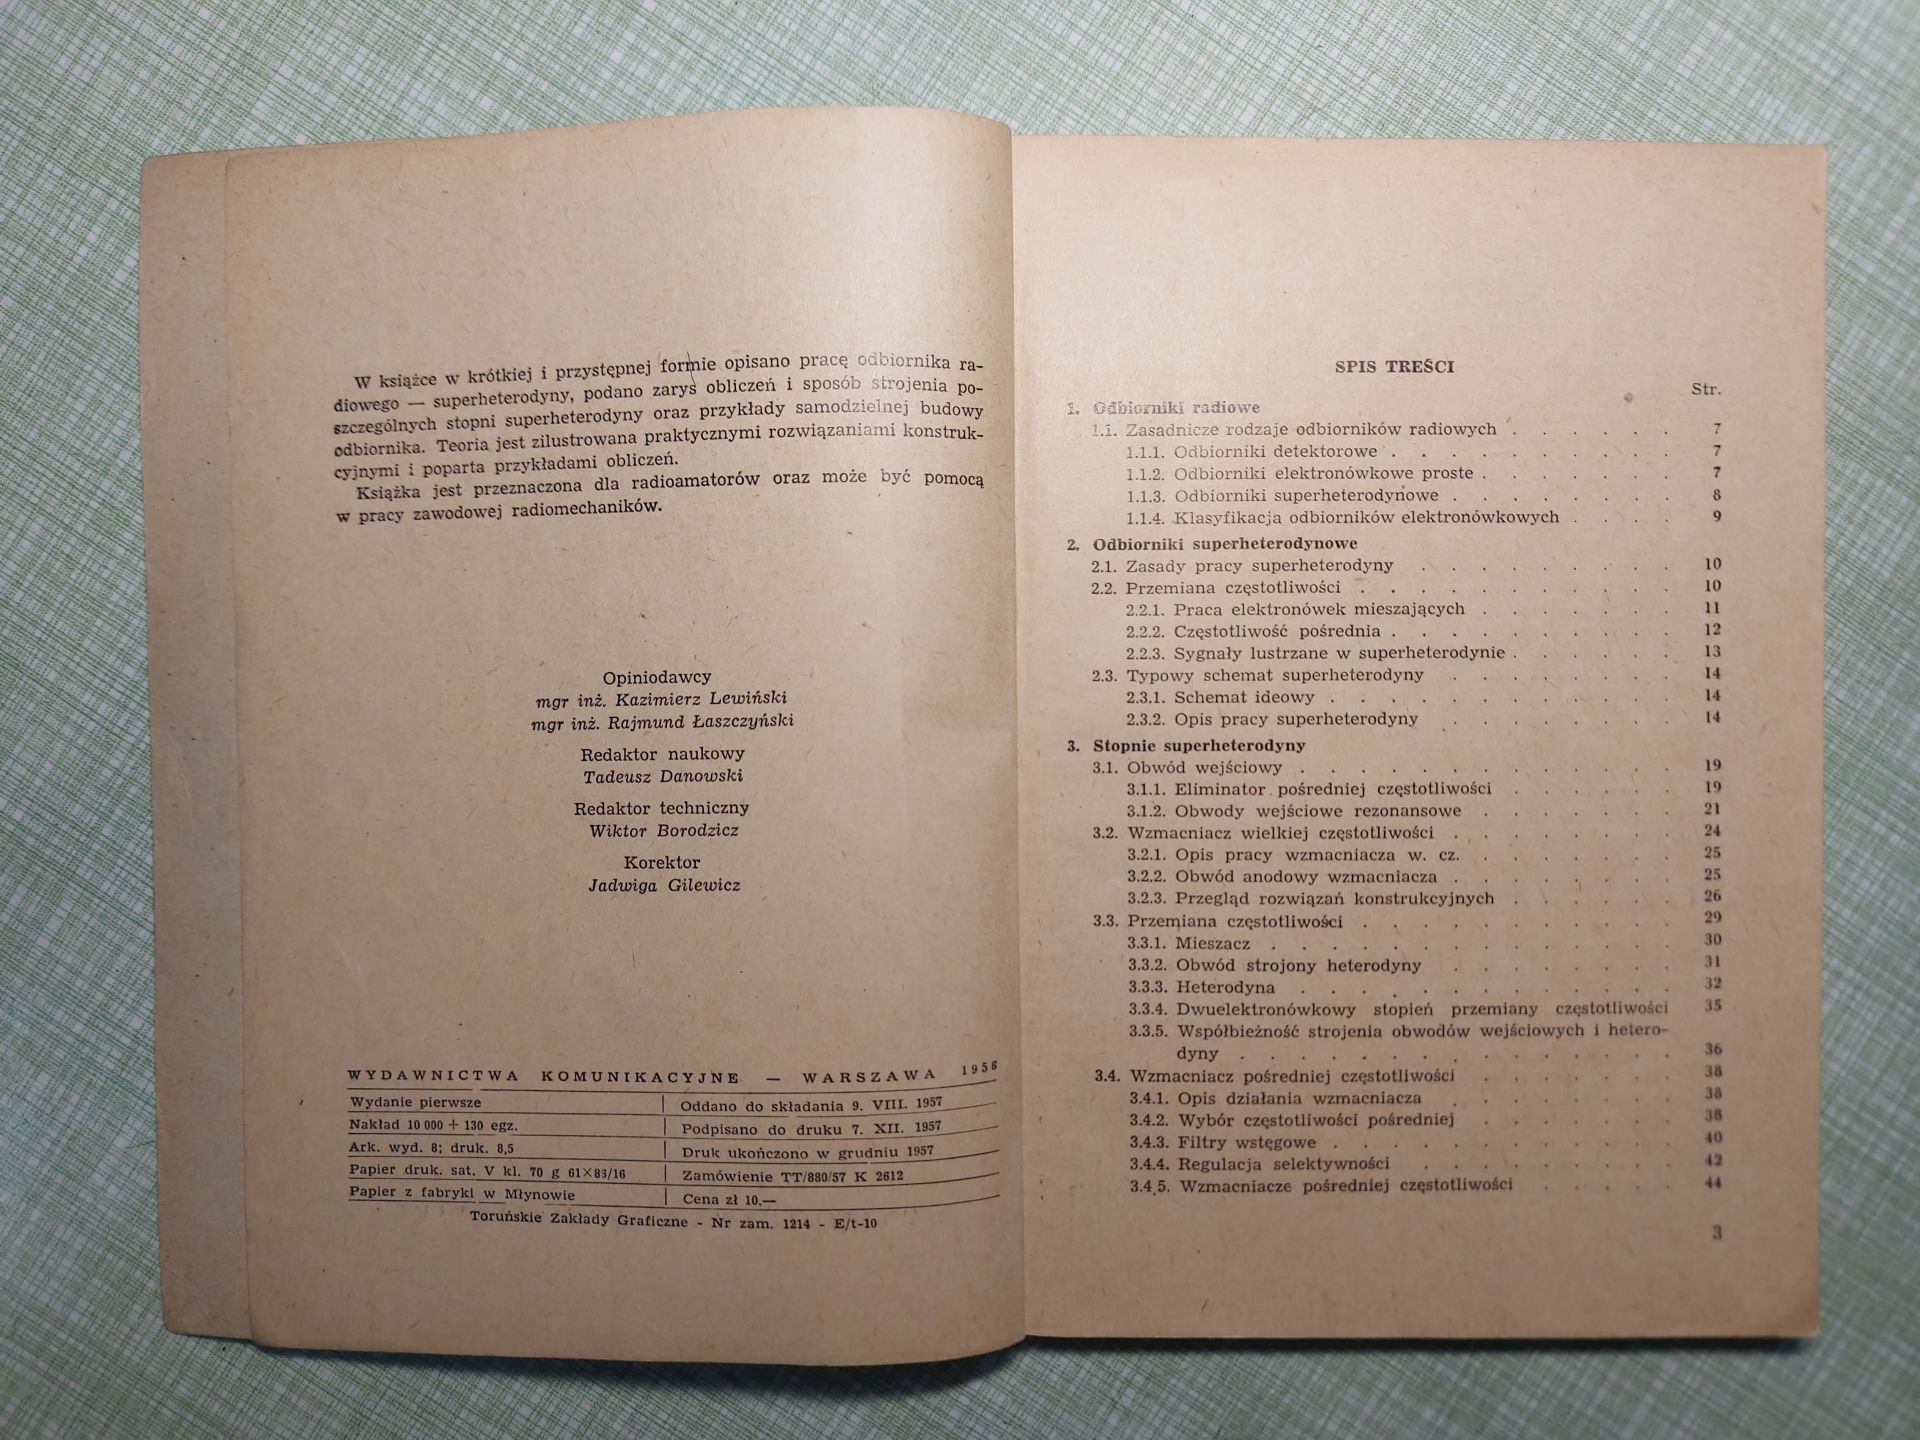 W książce w krótkiej i przystępnej formie opisano pracę odbiornika ra-
diowego — superheterodyny, podano zarys obliczeń i sposób strojenia po-
szczególnych stopni superheterodyny oraz przykłady samodzielnej budowy
odbiornika. Teoria jest zilustrowana praktycznymi rozwiązaniami konstruk-
cyjnymi i poparta przykładami obliczeń.
Książka jest przeznaczona dla radioamatorów oraz może być pomocą
w pracy zawodowej radiomechaników.
Opiniodawcy
mgr inż. Kazimierz Lewiński
mgr inż. Rajmund Łaszczyński
Redaktor naukowy
Tadeusz Danowski
Redaktor techniczny
Wiktor Borodzicz
Korektor
Jadwiga Gilewicz
WYDAWNICTWA KOMUNIKACYJNE — WARSZAWA 1958
Wydanie pierwsze | Oddano do składania 9. VIII. 1957
Nakład 10 000 + 130 egz. | Podpisano do druku 7. XII. 1957
Ark. wyd. 8; druk. 8,5 | Druk ukończono w grudniu 1957
Papier druk. sat. V kl. 70 g 61×83/16 | Zamówienie TT/880/57 K 2612
Papier z fabryki w Młynowie | Cena zł 10.—
Toruńskie Zakłady Graficzne - Nr zam. 1214 - E/t-10
SPIS TREŚCI
Str.
1. Odbiorniki radiowe
1.1. Zasadnicze rodzaje odbiorników radiowych . . . . . . 7
1.1.1. Odbiorniki detektorowe . . . . . . . . . . 7
1.1.2. Odbiorniki elektronówkowe proste . . . . . . . 7
1.1.3. Odbiorniki superheterodynowe . . . . . . . . 8
1.1.4. Klasyfikacja odbiorników elektronówkowych . . . . 9
2. Odbiorniki superheterodynowe
2.1. Zasady pracy superheterodyny . . . . . . . . . 10
2.2. Przemiana częstotliwości . . . . . . . . . . . 10
2.2.1. Praca elektronówek mieszających . . . . . . . 11
2.2.2. Częstotliwość pośrednia . . . . . . . . . . 12
2.2.3. Sygnały lustrzane w superheterodynie . . . . . . 13
2.3. Typowy schemat superheterodyny . . . . . . . . 14
2.3.1. Schemat ideowy . . . . . . . . . . . . 14
2.3.2. Opis pracy superheterodyny . . . . . . . . 14
3. Stopnie superheterodyny
3.1. Obwód wejściowy . . . . . . . . . . . . . 19
3.1.1. Eliminator pośredniej częstotliwości . . . . . . 19
3.1.2. Obwody wejściowe rezonansowe . . . . . . . 21
3.2. Wzmacniacz wielkiej częstotliwości . . . . . . . . 24
3.2.1. Opis pracy wzmacniacza w. cz. . . . . . . . 25
3.2.2. Obwód anodowy wzmacniacza . . . . . . . . 25
3.2.3. Przegląd rozwiązań konstrukcyjnych . . . . . . 26
3.3. Przemiana częstotliwości . . . . . . . . . . . 29
3.3.1. Mieszacz . . . . . . . . . . . . . . 30
3.3.2. Obwód strojony heterodyny . . . . . . . . 31
3.3.3. Heterodyna . . . . . . . . . . . . . 32
3.3.4. Dwuelektronówkowy stopień przemiany częstotliwości 35
3.3.5. Współbieżność strojenia obwodów wejściowych i hetero-
dyny . . . . . . . . . . . . . . . 36
3.4. Wzmacniacz pośredniej częstotliwości . . . . . . . 38
3.4.1. Opis działania wzmacniacza . . . . . . . . 38
3.4.2. Wybór częstotliwości pośredniej . . . . . . . 38
3.4.3. Filtry wstęgowe . . . . . . . . . . . . 40
3.4.4. Regulacja selektywności . . . . . . . . . 42
3.4.5. Wzmacniacze pośredniej częstotliwości . . . . . 44
3